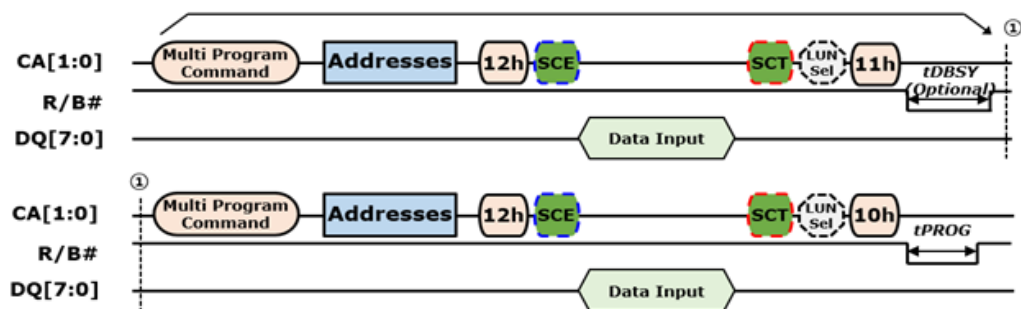 ①
CA[1:0] Multi Program Command Addresses 12h SCE SCT LUN Sel 11h tDBSY (Optional)
R/B#
DQ[7:0] Data Input
①
CA[1:0] Multi Program Command Addresses 12h SCE SCT LUN Sel 10h tPROG
R/B#
DQ[7:0] Data Input